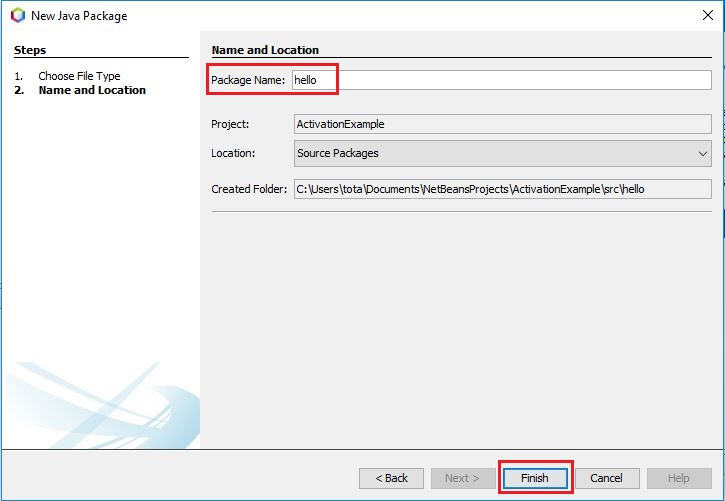 New Java Package
Steps
1. Choose File Type
2. Name and Location
Name and Location
Package Name: hello
Project: ActivationExample
Location: Source Packages
Created Folder: C:\Users\tota\Documents\NetBeansProjects\ActivationExample\src\hello
< Back Next > Finish Cancel Help